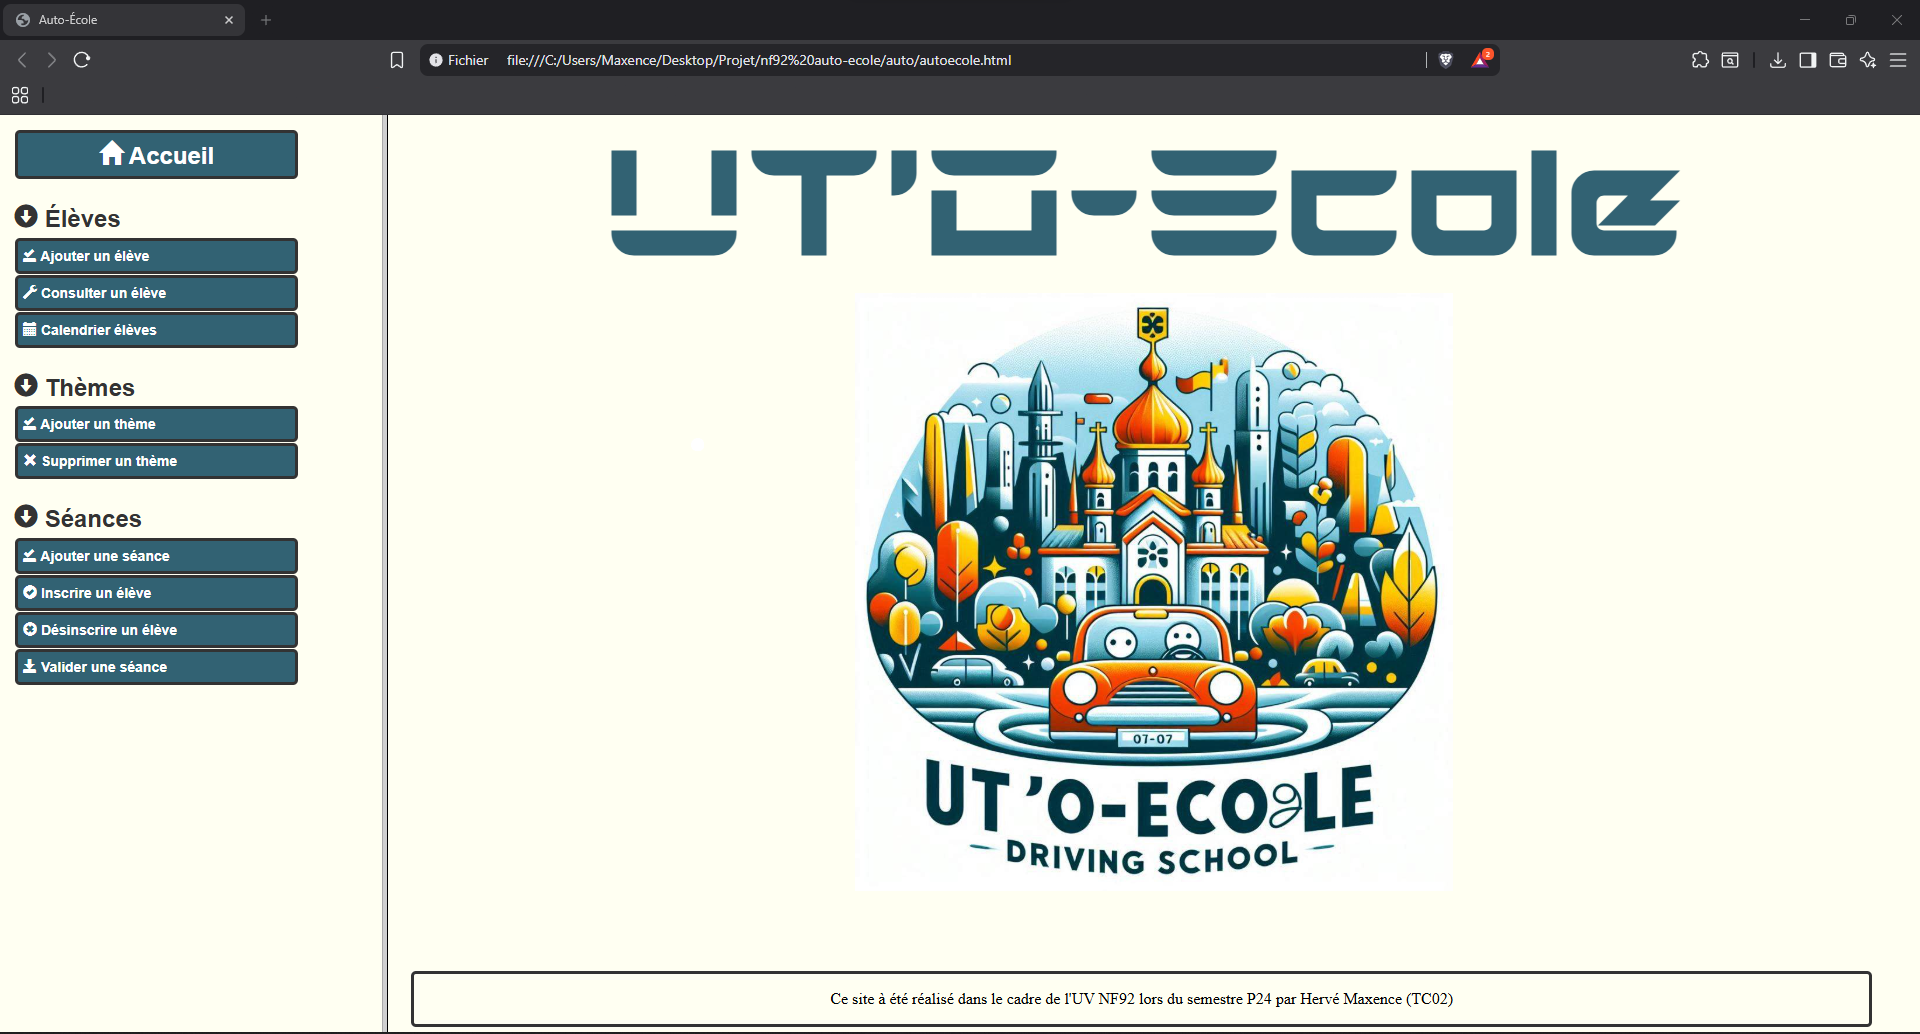 Auto-École
Fichier
file:///C:/Users/Maxence/Desktop/Projet/nf92%20auto-ecole/auto/autoecole.html
2
Accueil
Élèves
Ajouter un élève
Consulter un élève
Calendrier élèves
Thèmes
Ajouter un thème
Supprimer un thème
Séances
Ajouter une séance
Inscrire un élève
Désinscrire un élève
Valider une séance
UT'O-Ecole
07-07
UT'O-ECOLE
DRIVING SCHOOL
Ce site à été réalisé dans le cadre de l'UV NF92 lors du semestre P24 par Hervé Maxence (TC02)